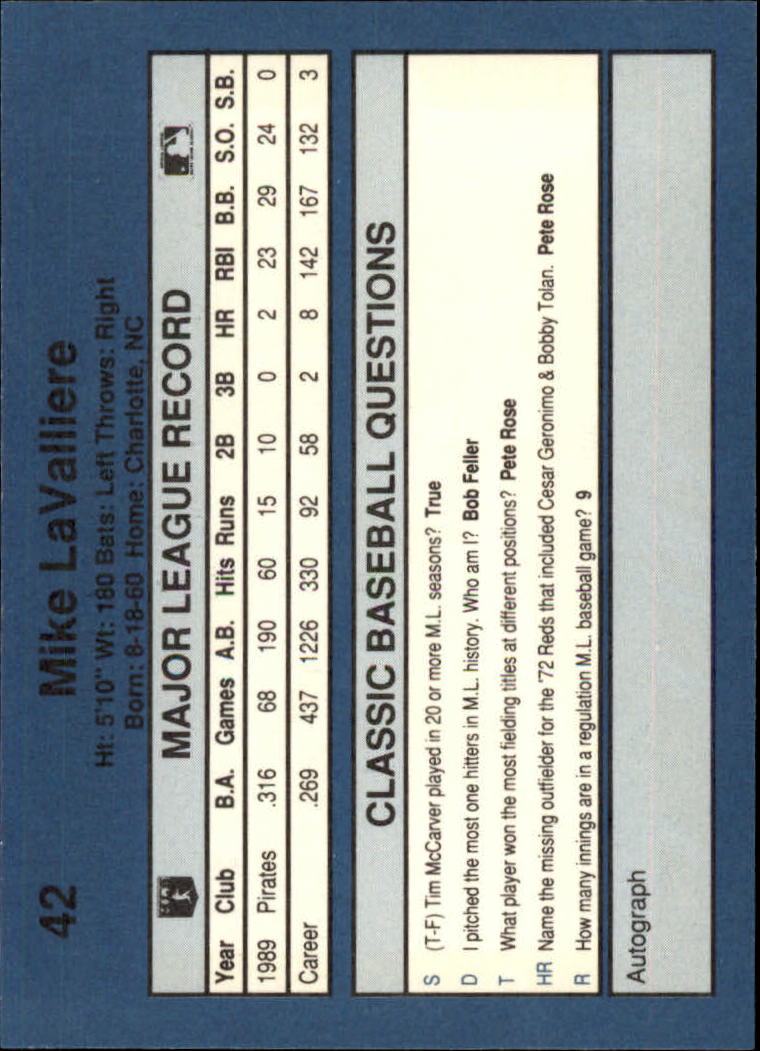 42 Mike LaValliere
Ht: 5'10" Wt: 180 Bats: Left Throws: Right
Born: 8-18-60 Home: Charlotte, NC
MAJOR LEAGUE RECORD
Year Club B.A. Games A.B. Hits Runs 2B 3B HR RBI B.B. S.O. S.B.
1989 Pirates .316 68 190 60 15 10 0 2 23 29 24 0
Career .269 437 1226 330 92 58 2 8 142 167 132 3
CLASSIC BASEBALL QUESTIONS
S (T-F) Tim McCarver played in 20 or more M.L. seasons? True
D I pitched the most one hitters in M.L. history. Who am I? Bob Feller
T What player won the most fielding titles at different positions? Pete Rose
HR Name the missing outfielder for the '72 Reds that included Cesar Geronimo & Bobby Tolan. Pete Rose
R How many innings are in a regulation M.L. baseball game? 9
Autograph